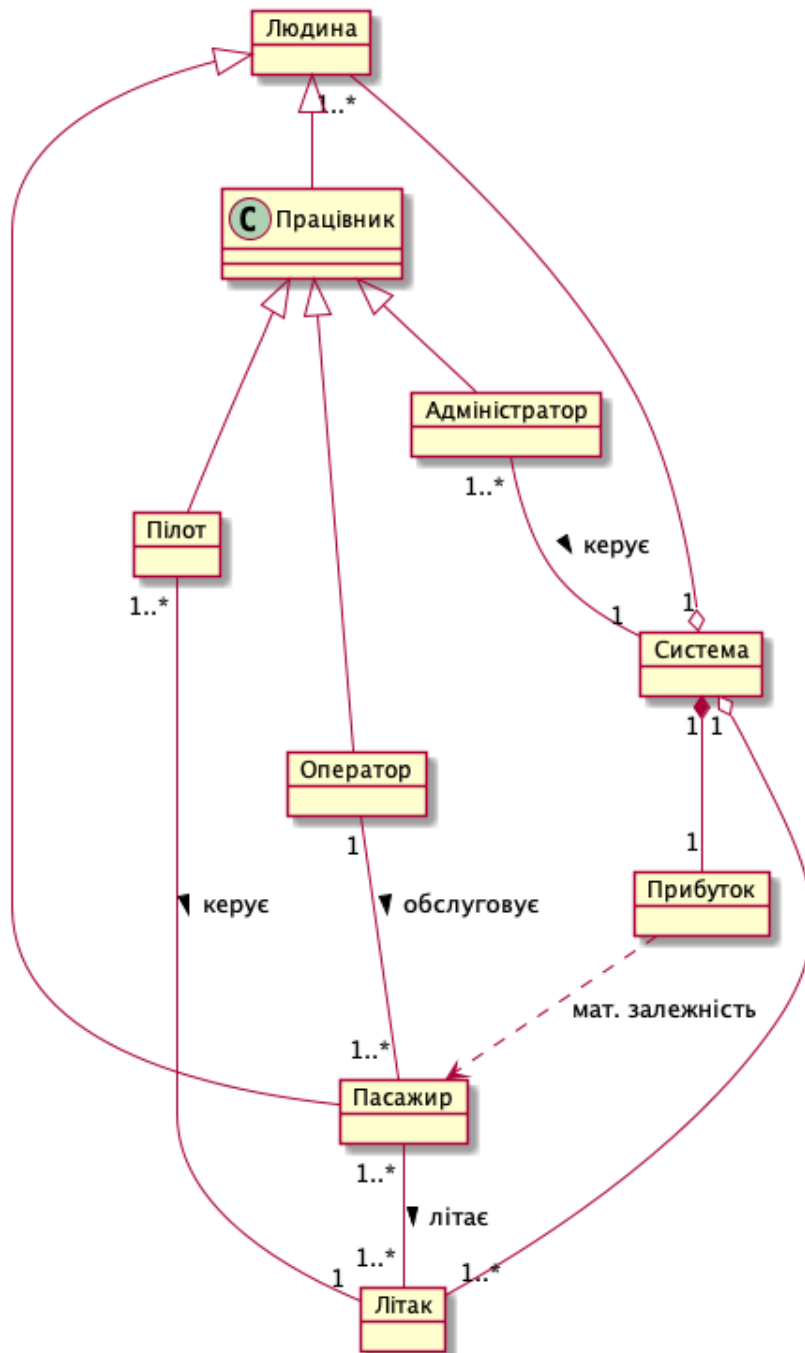 Людина
1..*
C Працівник
Адміністратор
1..*
керує
Пілот
1..*
1
1
Система
1
1
Оператор
1
1
Прибуток
керує
обслуговує
мат. залежність
1..*
Пасажир
1..*
літає
1..*
1..*
1
Літак